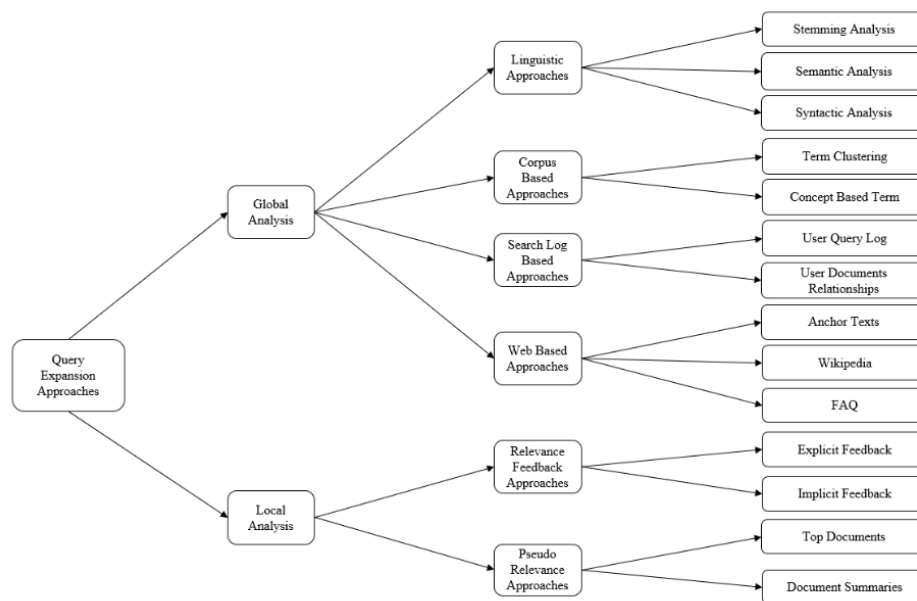 Query
Expansion
Approaches
Global
Analysis
Local
Analysis
Linguistic
Approaches
Corpus
Based
Approaches
Search Log
Based
Approaches
Web Based
Approaches
Relevance
Feedback
Approaches
Pseudo
Relevance
Approaches
Stemming Analysis
Semantic Analysis
Syntactic Analysis
Term Clustering
Concept Based Term
User Query Log
User Documents
Relationships
Anchor Texts
Wikipedia
FAQ
Explicit Feedback
Implicit Feedback
Top Documents
Document Summaries